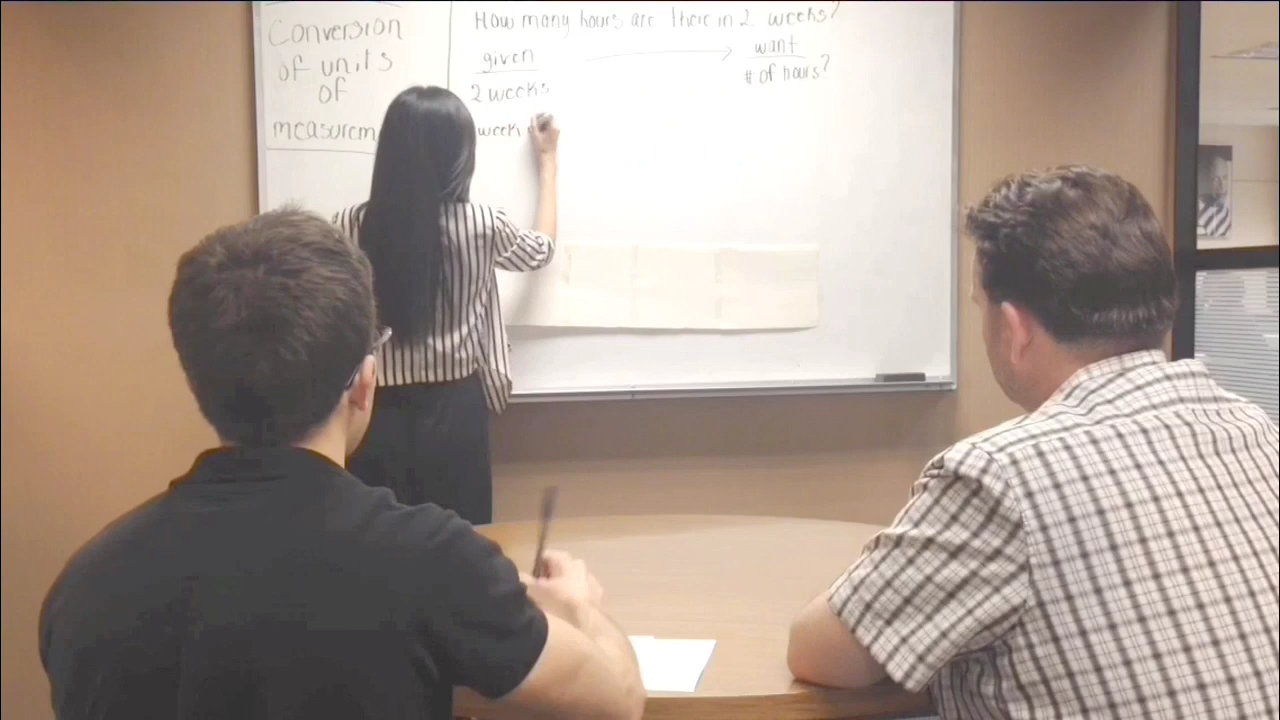 Conversion
of units
of
measurem
How many hours are there in 2 weeks?
given
want
2 weeks
# of hours?
week